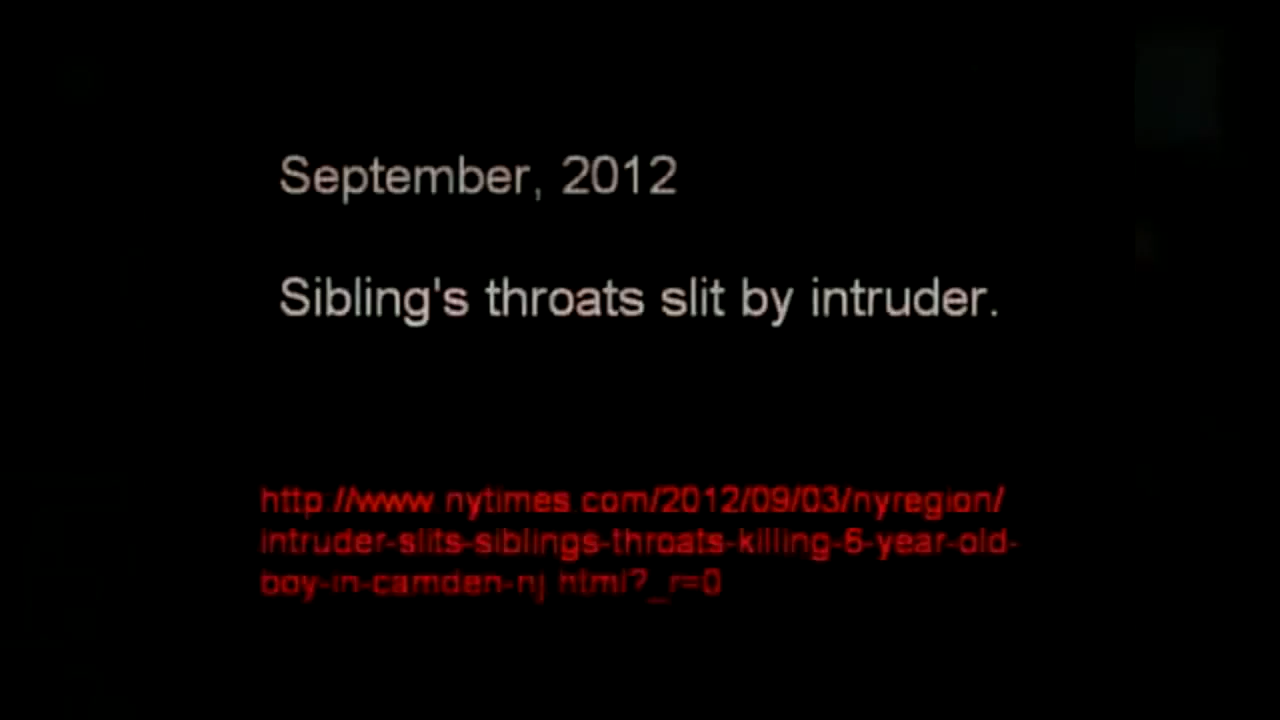 September, 2012
Sibling's throats slit by intruder.
http://www.nytimes.com/2012/09/03/nyregion/
intruder-slits-siblings-throats-killing-6-year-old-
boy-in-camden-nj.html?_r=0